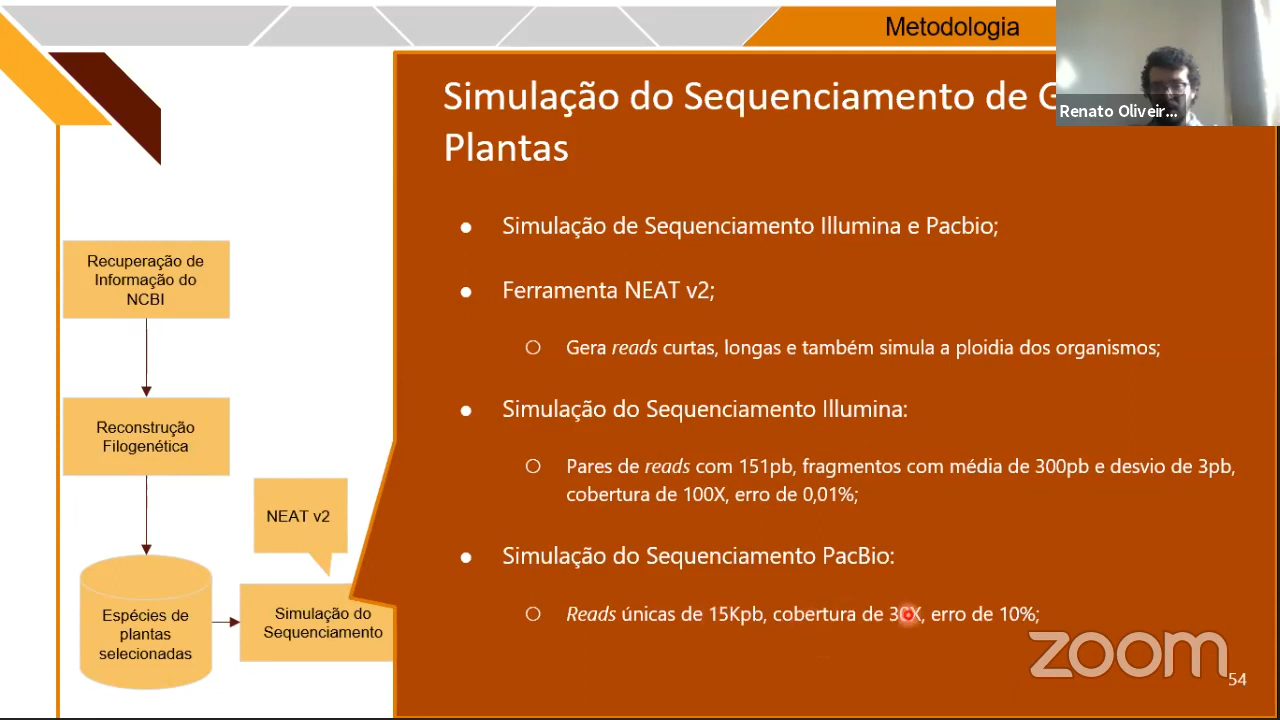 Metodologia
Renato Oliveir...
Simulação do Sequenciamento de G
Plantas
Simulação de Sequenciamento Illumina e Pacbio;
Ferramenta NEAT v2;
Gera reads curtas, longas e também simula a ploidia dos organismos;
Simulação do Sequenciamento Illumina:
Pares de reads com 151pb, fragmentos com média de 300pb e desvio de 3pb,
cobertura de 100X, erro de 0,01%;
Simulação do Sequenciamento PacBio:
Reads únicas de 15Kpb, cobertura de 30X, erro de 10%;
Recuperação de
Informação do
NCBI
Reconstrução
Filogenética
NEAT v2
Espécies de
plantas
selecionadas
Simulação do
Sequenciamento
zoom
54